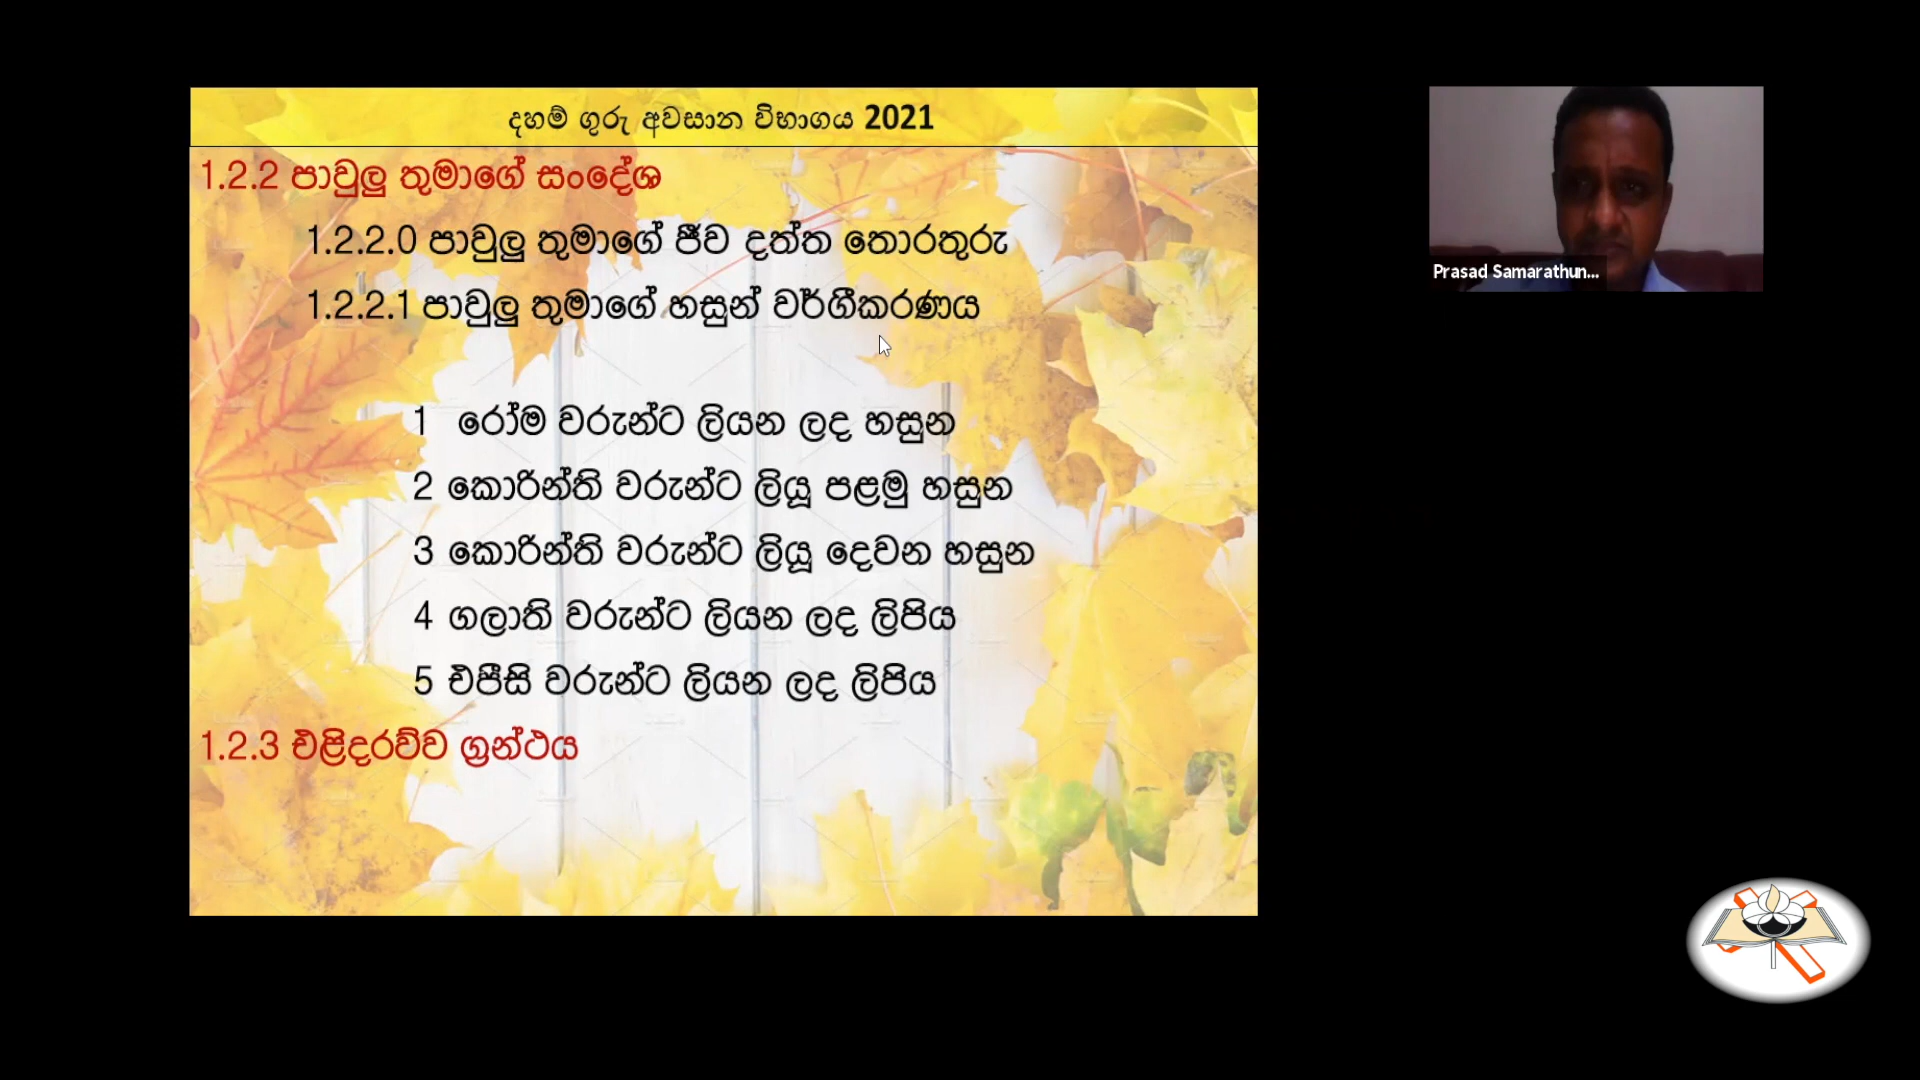 දහම් ගුරු අවසාන විභාගය 2021
1.2.2 පාවුලු තුමාගේ සංදේශ
1.2.2.0 පාවුලු තුමාගේ ජීව දත්ත තොරතුරු
1.2.2.1 පාවුලු තුමාගේ හසුන් වර්ගීකරණය
1 රෝම වරුන්ට ලියන ලද හසුන
2 කොරින්ති වරුන්ට ලියූ පළමු හසුන
3 කොරින්ති වරුන්ට ලියූ දෙවන හසුන
4 ගලාති වරුන්ට ලියන ලද ලිපිය
5 එපීසි වරුන්ට ලියන ලද ලිපිය
1.2.3 එළිදරව්ව ග්‍රන්ථය
Prasad Samarathun...